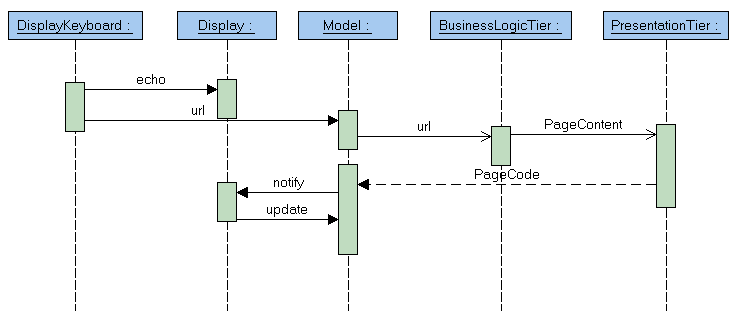 DisplayKeyboard :
Display :
Model :
BusinessLogicTier :
PresentationTier :
echo
url
url
PageContent
PageCode
notify
update